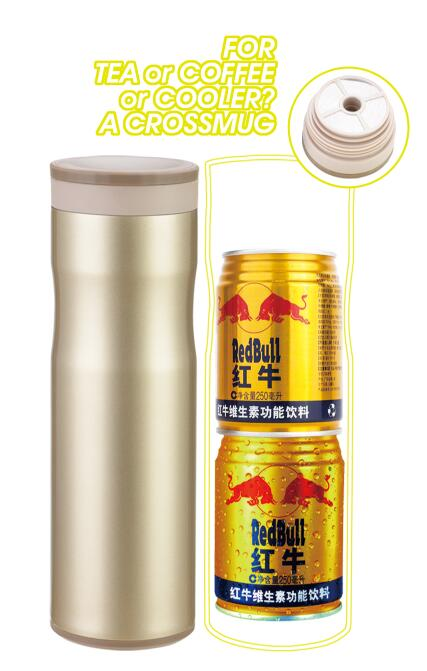 FOR
TEA or COFFEE
or COOLER?
A CROSSMUG
RedBull
红牛
净含量250毫升
红牛维生素功能饮料
RedBull
红牛
净含量250毫升
红牛维生素功能饮料